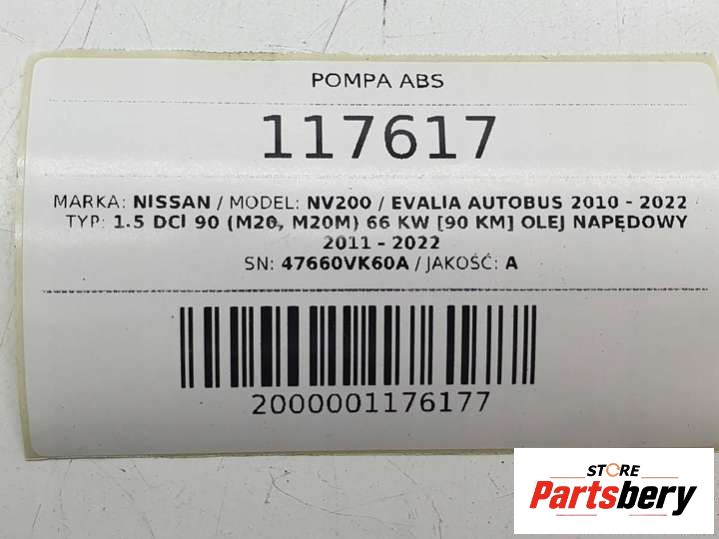 POMPA ABS
117617
MARKA: NISSAN / MODEL: NV200 / EVALIA AUTOBUS 2010 - 2022
TYP: 1.5 DCI 90 (M20, M20M) 66 KW [90 KM] OLEJ NAPĘDOWY
2011 - 2022
SN: 47660VK60A / JAKOŚĆ: A
2000001176177
STORE
Partsbery